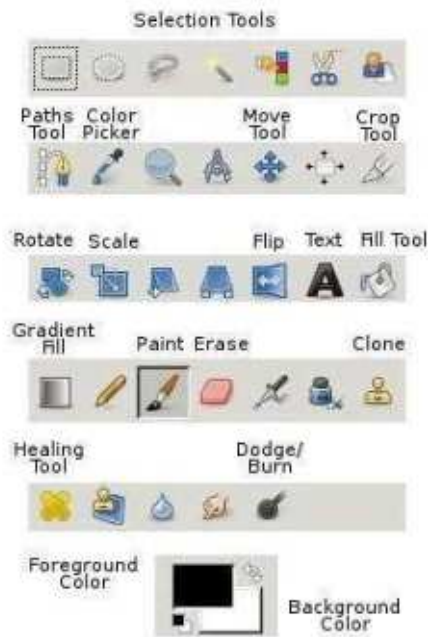 Selection Tools
Paths Color Move Crop
Tool Picker Tool Tool
Rotate Scale Flip Text Fill Tool
Gradient
Fill Paint Erase Clone
Healing Dodge/
Tool Burn
Foreground
Color
Background
Color